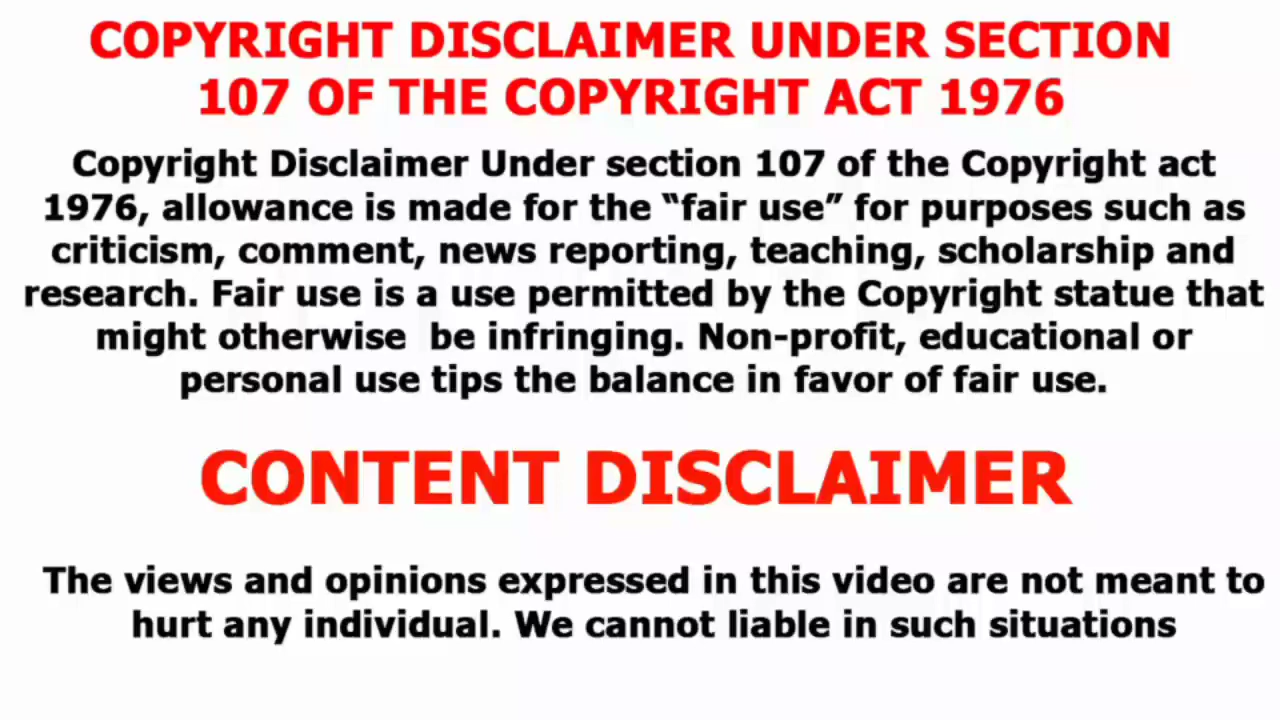 COPYRIGHT DISCLAIMER UNDER SECTION
107 OF THE COPYRIGHT ACT 1976
Copyright Disclaimer Under section 107 of the Copyright act
1976, allowance is made for the “fair use” for purposes such as
criticism, comment, news reporting, teaching, scholarship and
research. Fair use is a use permitted by the Copyright statue that
might otherwise  be infringing. Non-profit, educational or
personal use tips the balance in favor of fair use.
CONTENT DISCLAIMER
The views and opinions expressed in this video are not meant to
hurt any individual. We cannot liable in such situations